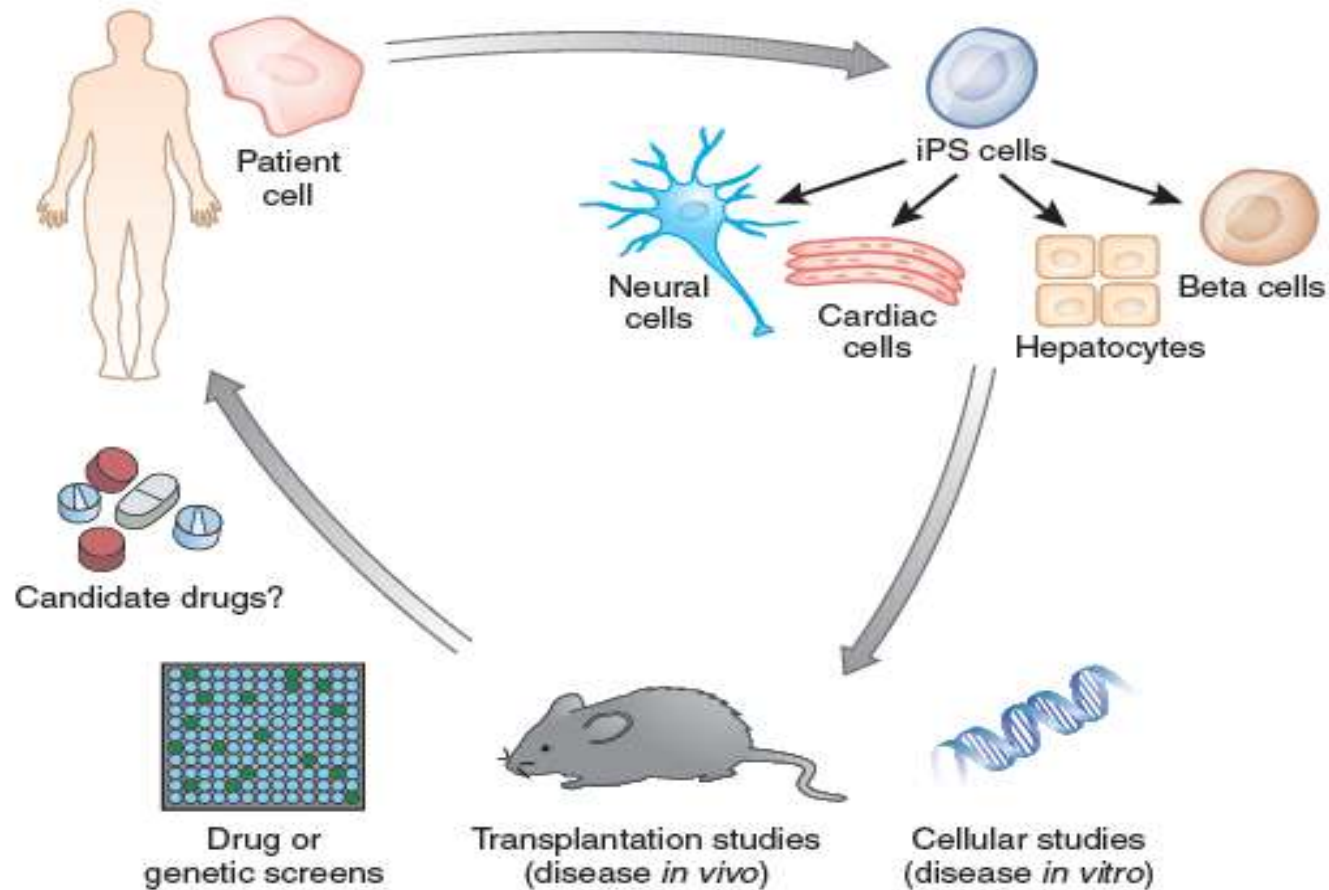 Patient
cell
iPS cells
Neural
cells
Cardiac
cells
Hepatocytes
Beta cells
Candidate drugs?
Drug or
genetic screens
Transplantation studies
(disease in vivo)
Cellular studies
(disease in vitro)